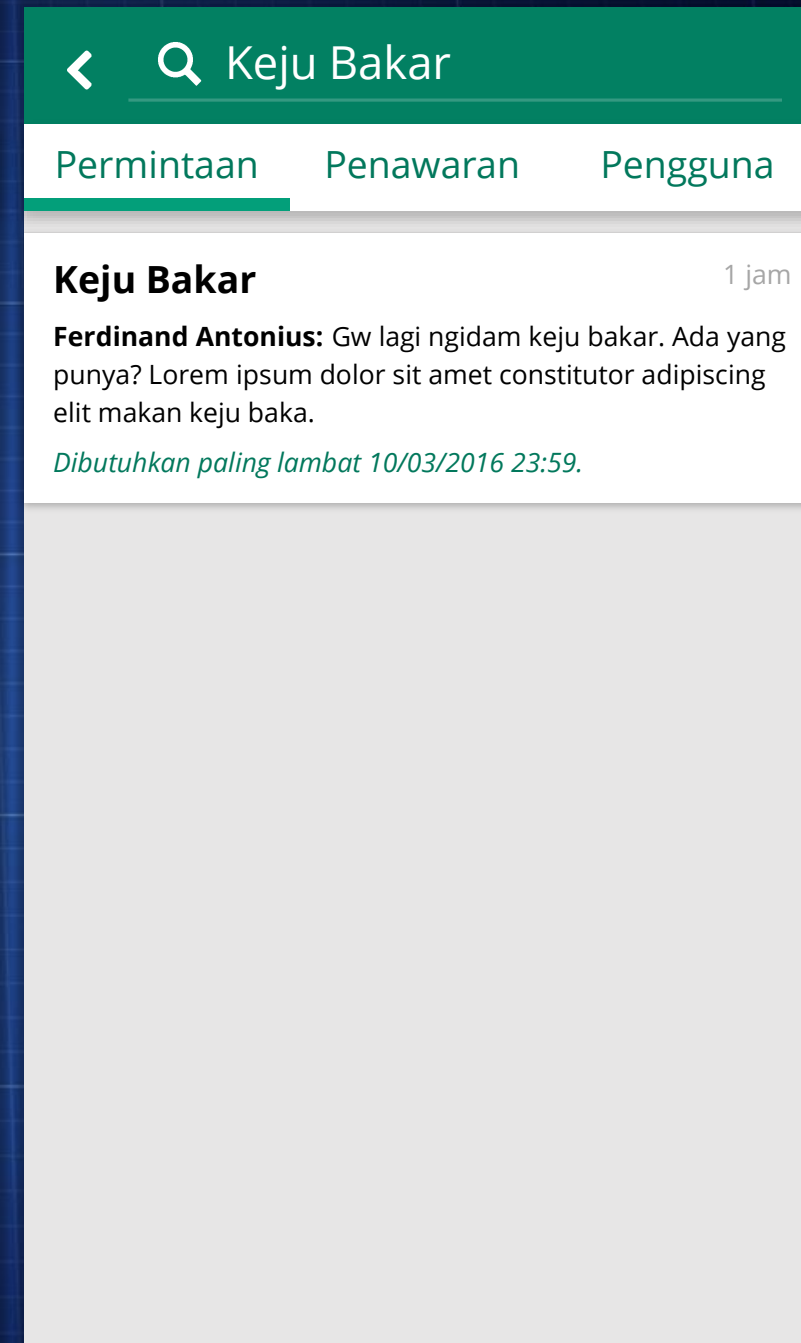 Keju Bakar
Permintaan Penawaran Pengguna
Keju Bakar 1 jam
Ferdinand Antonius: Gw lagi ngidam keju bakar. Ada yang
punya? Lorem ipsum dolor sit amet constitutor adipiscing
elit makan keju baka.
Dibutuhkan paling lambat 10/03/2016 23:59.